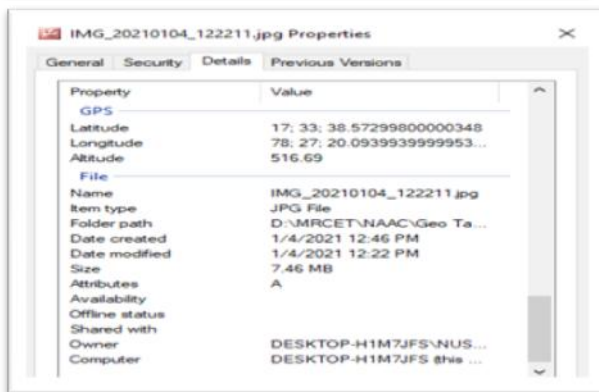 IMG_20210104_122211.jpg Properties
General Security Details Previous Versions
Property Value
GPS
Latitude 17; 33; 38.57299800000348
Longitude 78; 27; 20.0939939999953...
Altitude 516.69
File
Name IMG_20210104_122211.jpg
Item type JPG File
Folder path D:\MRCET\NAAC\Geo Ta...
Date created 1/4/2021 12:46 PM
Date modified 1/4/2021 12:22 PM
Size 7.46 MB
Attributes A
Availability
Offline status
Shared with
Owner DESKTOP-H1M7JFS\NUS...
Computer DESKTOP-H1M7JFS (this ...